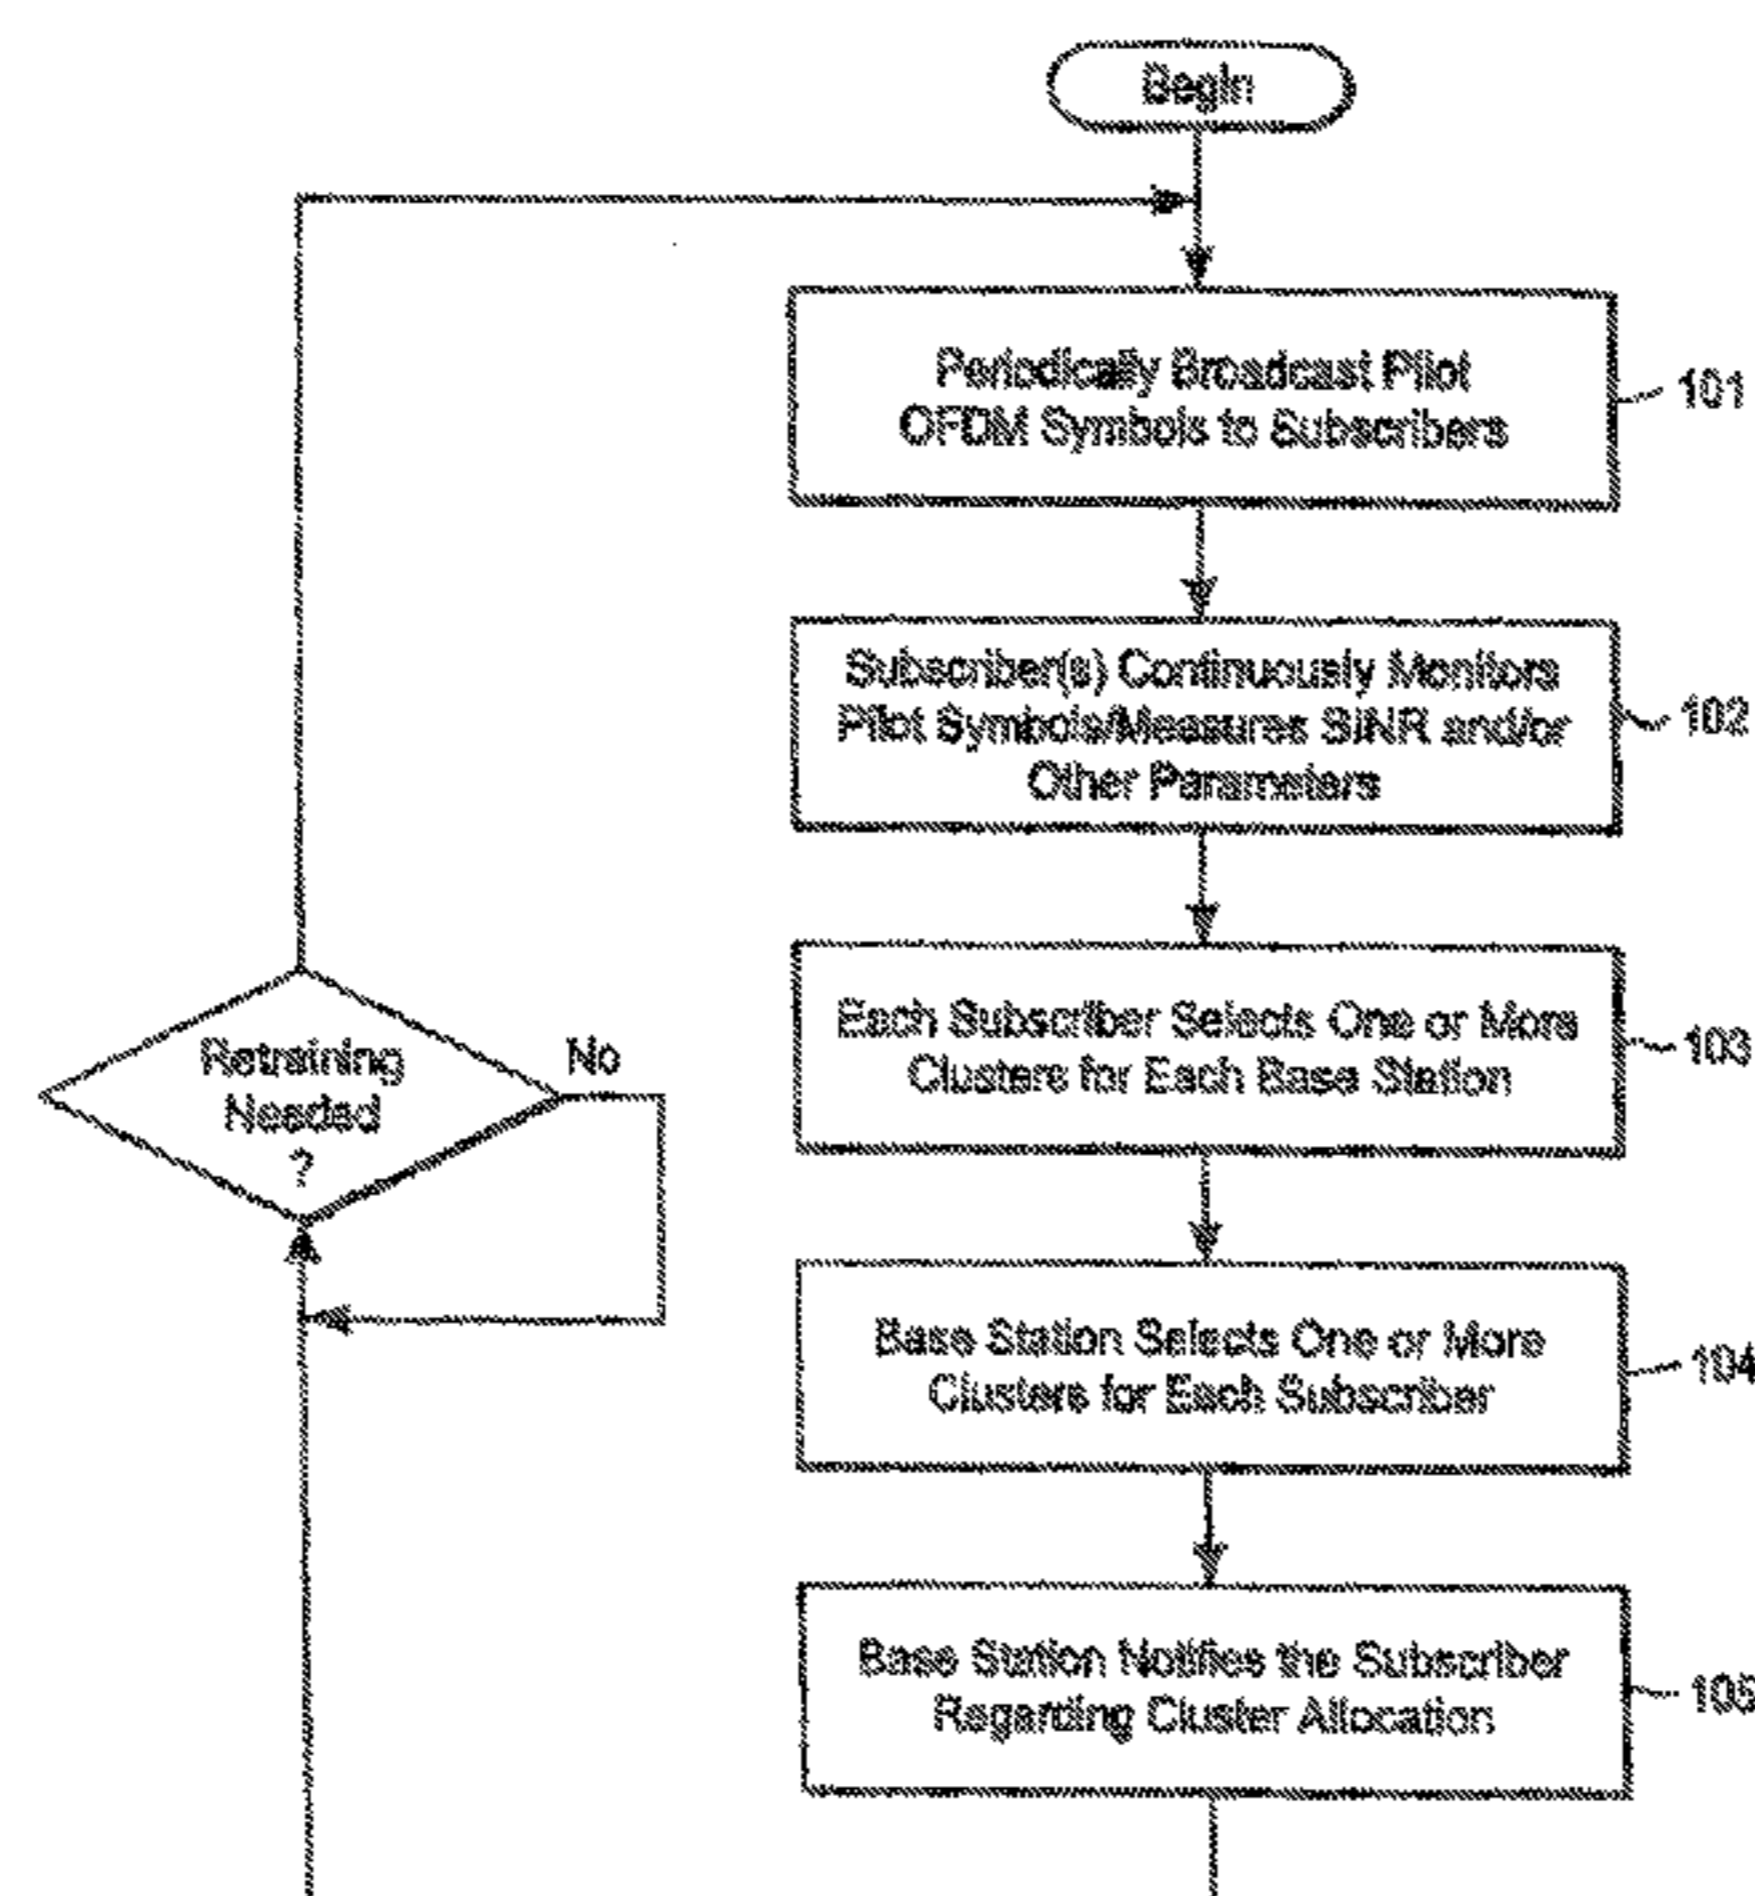 Begin
Periodically Broadcast Pilot
OFDM Symbols to Subscribers
101
Subscriber(s) Continuously Monitors
Pilot Symbols/Measures SINR and/or
Other Parameters
102
Each Subscriber Selects One or More
Clusters for Each Base Station
103
Retraining
Needed
?
No
Base Station Selects One or More
Clusters for Each Subscriber
104
Base Station Notifies the Subscriber
Regarding Cluster Allocation
105